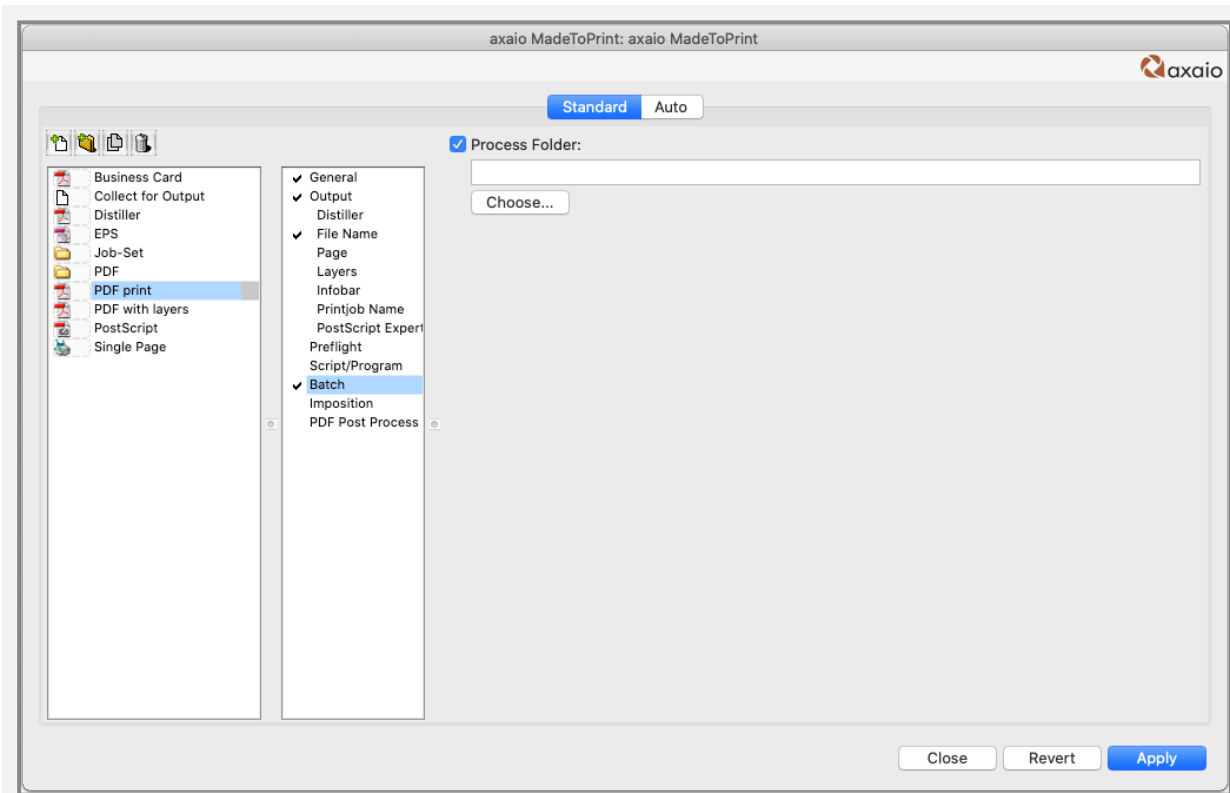 axaio MadeToPrint: axaio MadeToPrint
axaio
Standard Auto
Process Folder:
Choose...
Business Card
Collect for Output
Distiller
EPS
Job-Set
PDF
PDF print
PDF with layers
PostScript
Single Page
General
Output
Distiller
File Name
Page
Layers
Infobar
Printjob Name
PostScript Expert
Preflight
Script/Program
Batch
Imposition
PDF Post Process
Close Revert Apply